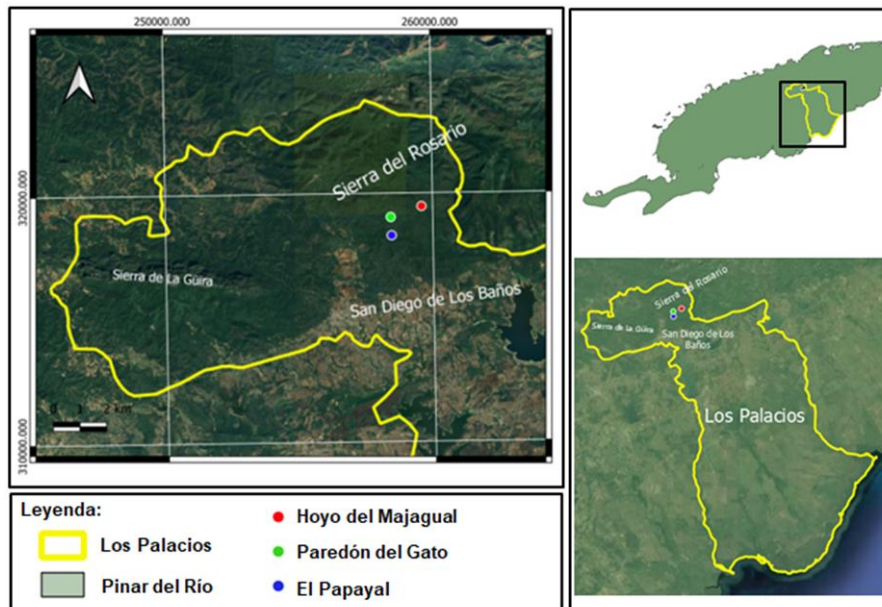 250000.000
260000.000
320000.000
310000.000
Sierra del Rosario
Sierra de La Güira
San Diego de Los Baños
0 1 2 km
Sierra del Rosario
Sierra de La Güira
San Diego de Los
Baños
Los Palacios
Leyenda:
Los Palacios
Pinar del Río
Hoyo del Majagual
Paredón del Gato
El Papayal